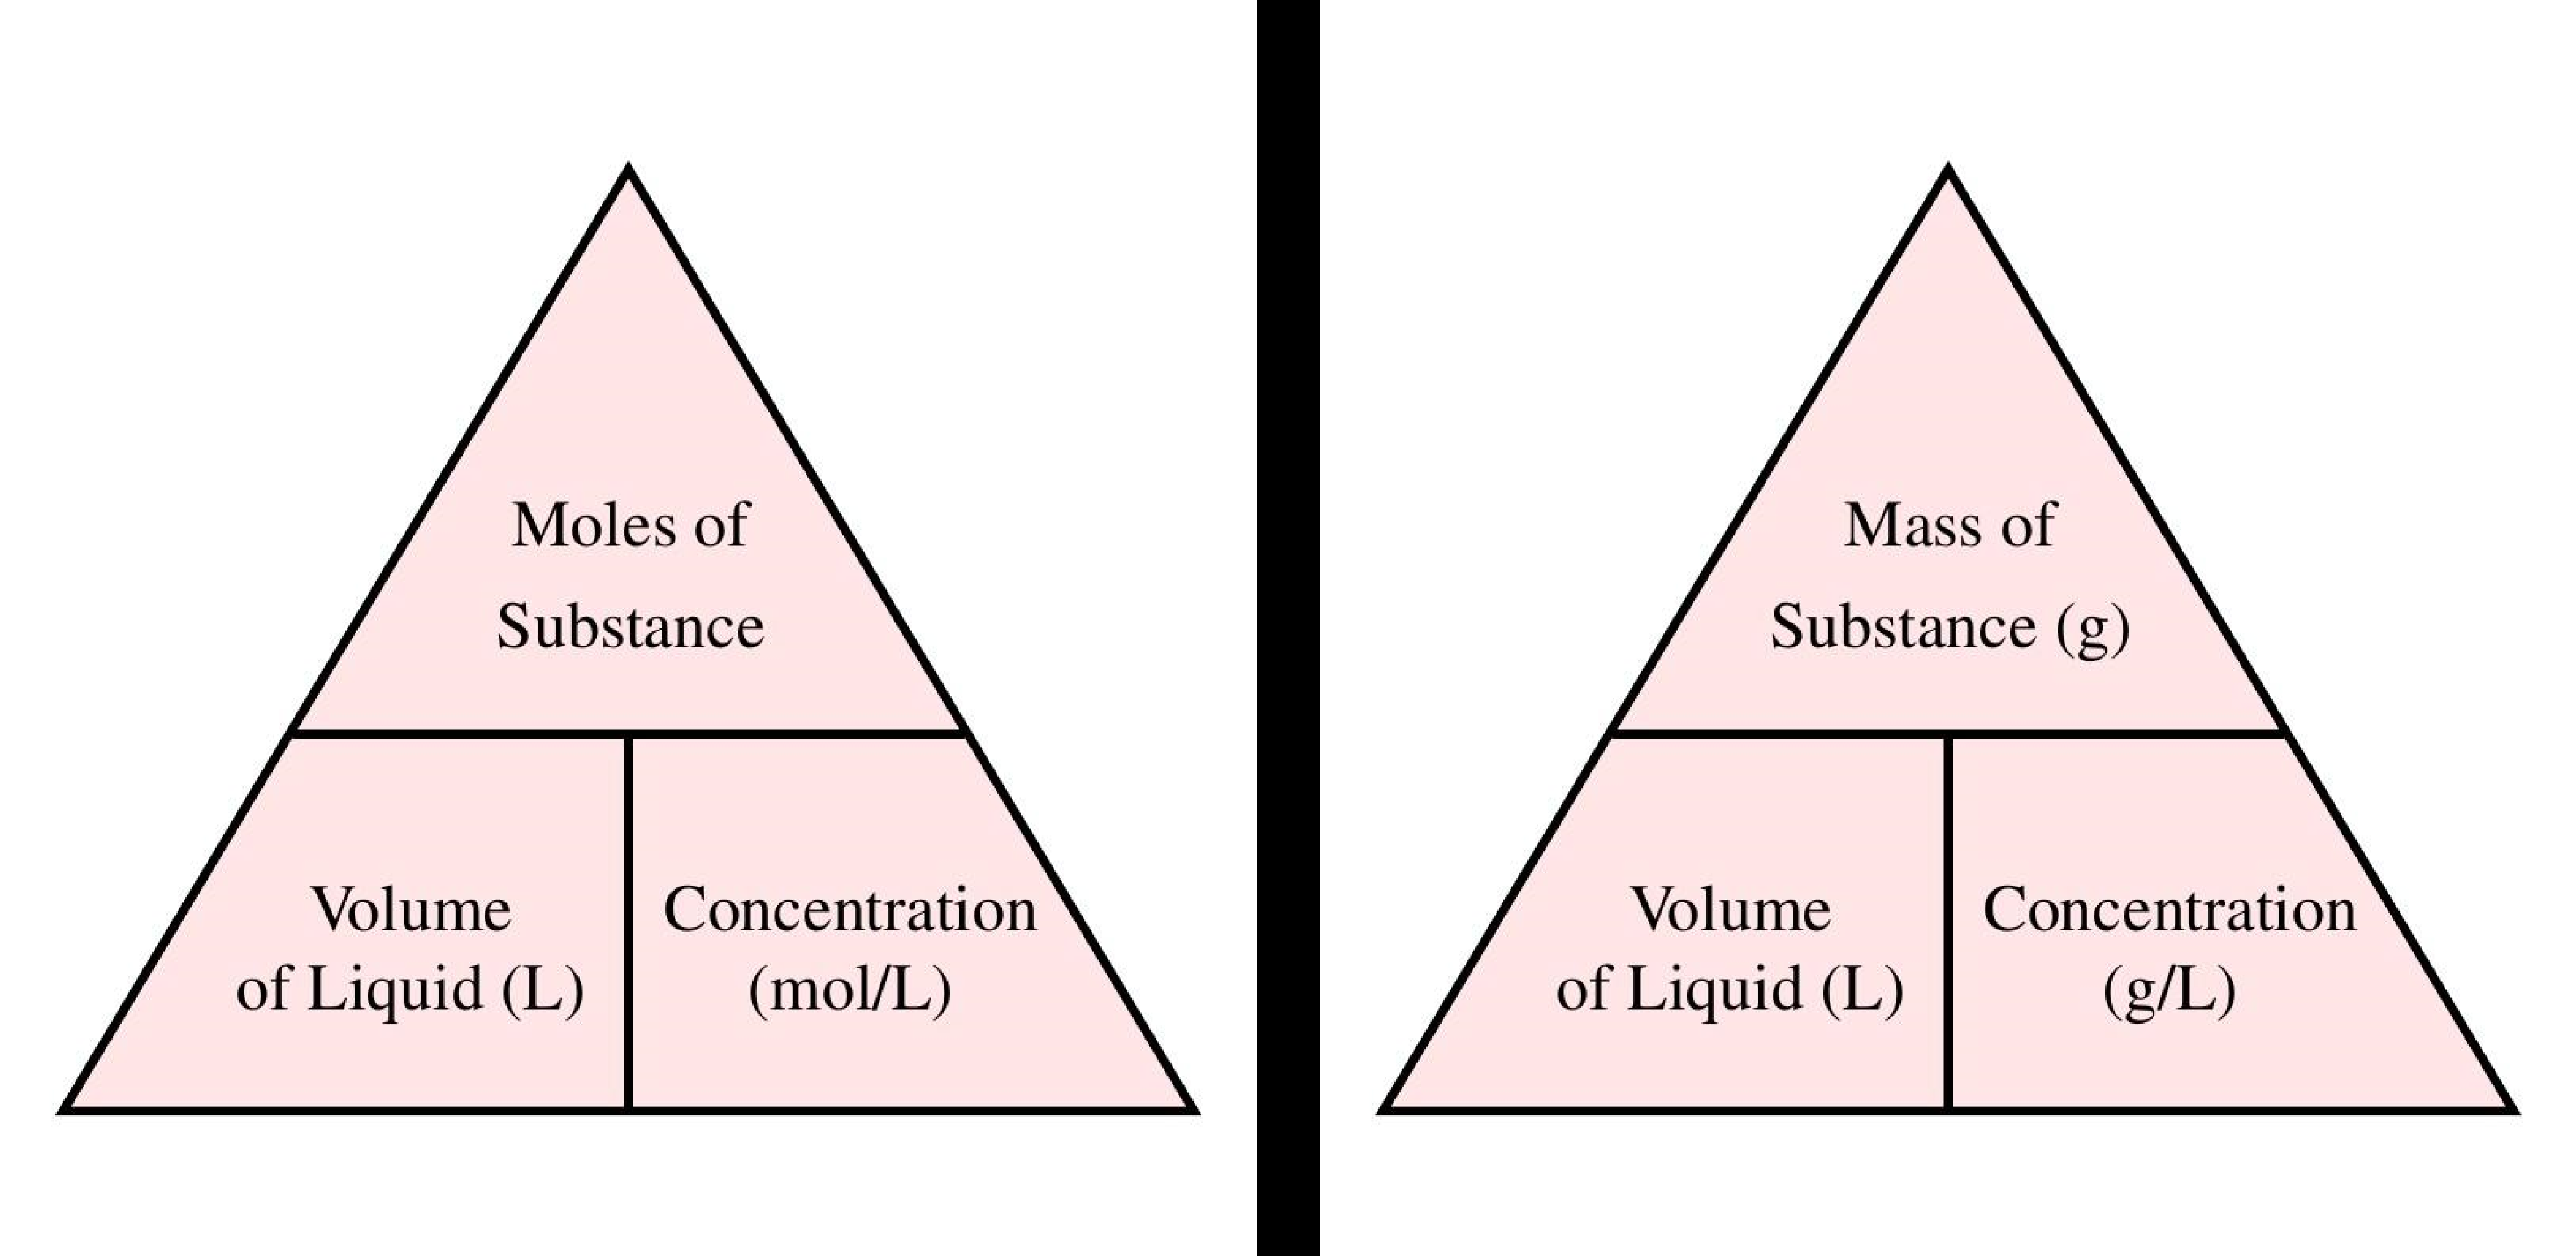 Moles of
Substance
Volume
of Liquid (L)
Concentration
(mol/L)
Mass of
Substance (g)
Volume
of Liquid (L)
Concentration
(g/L)